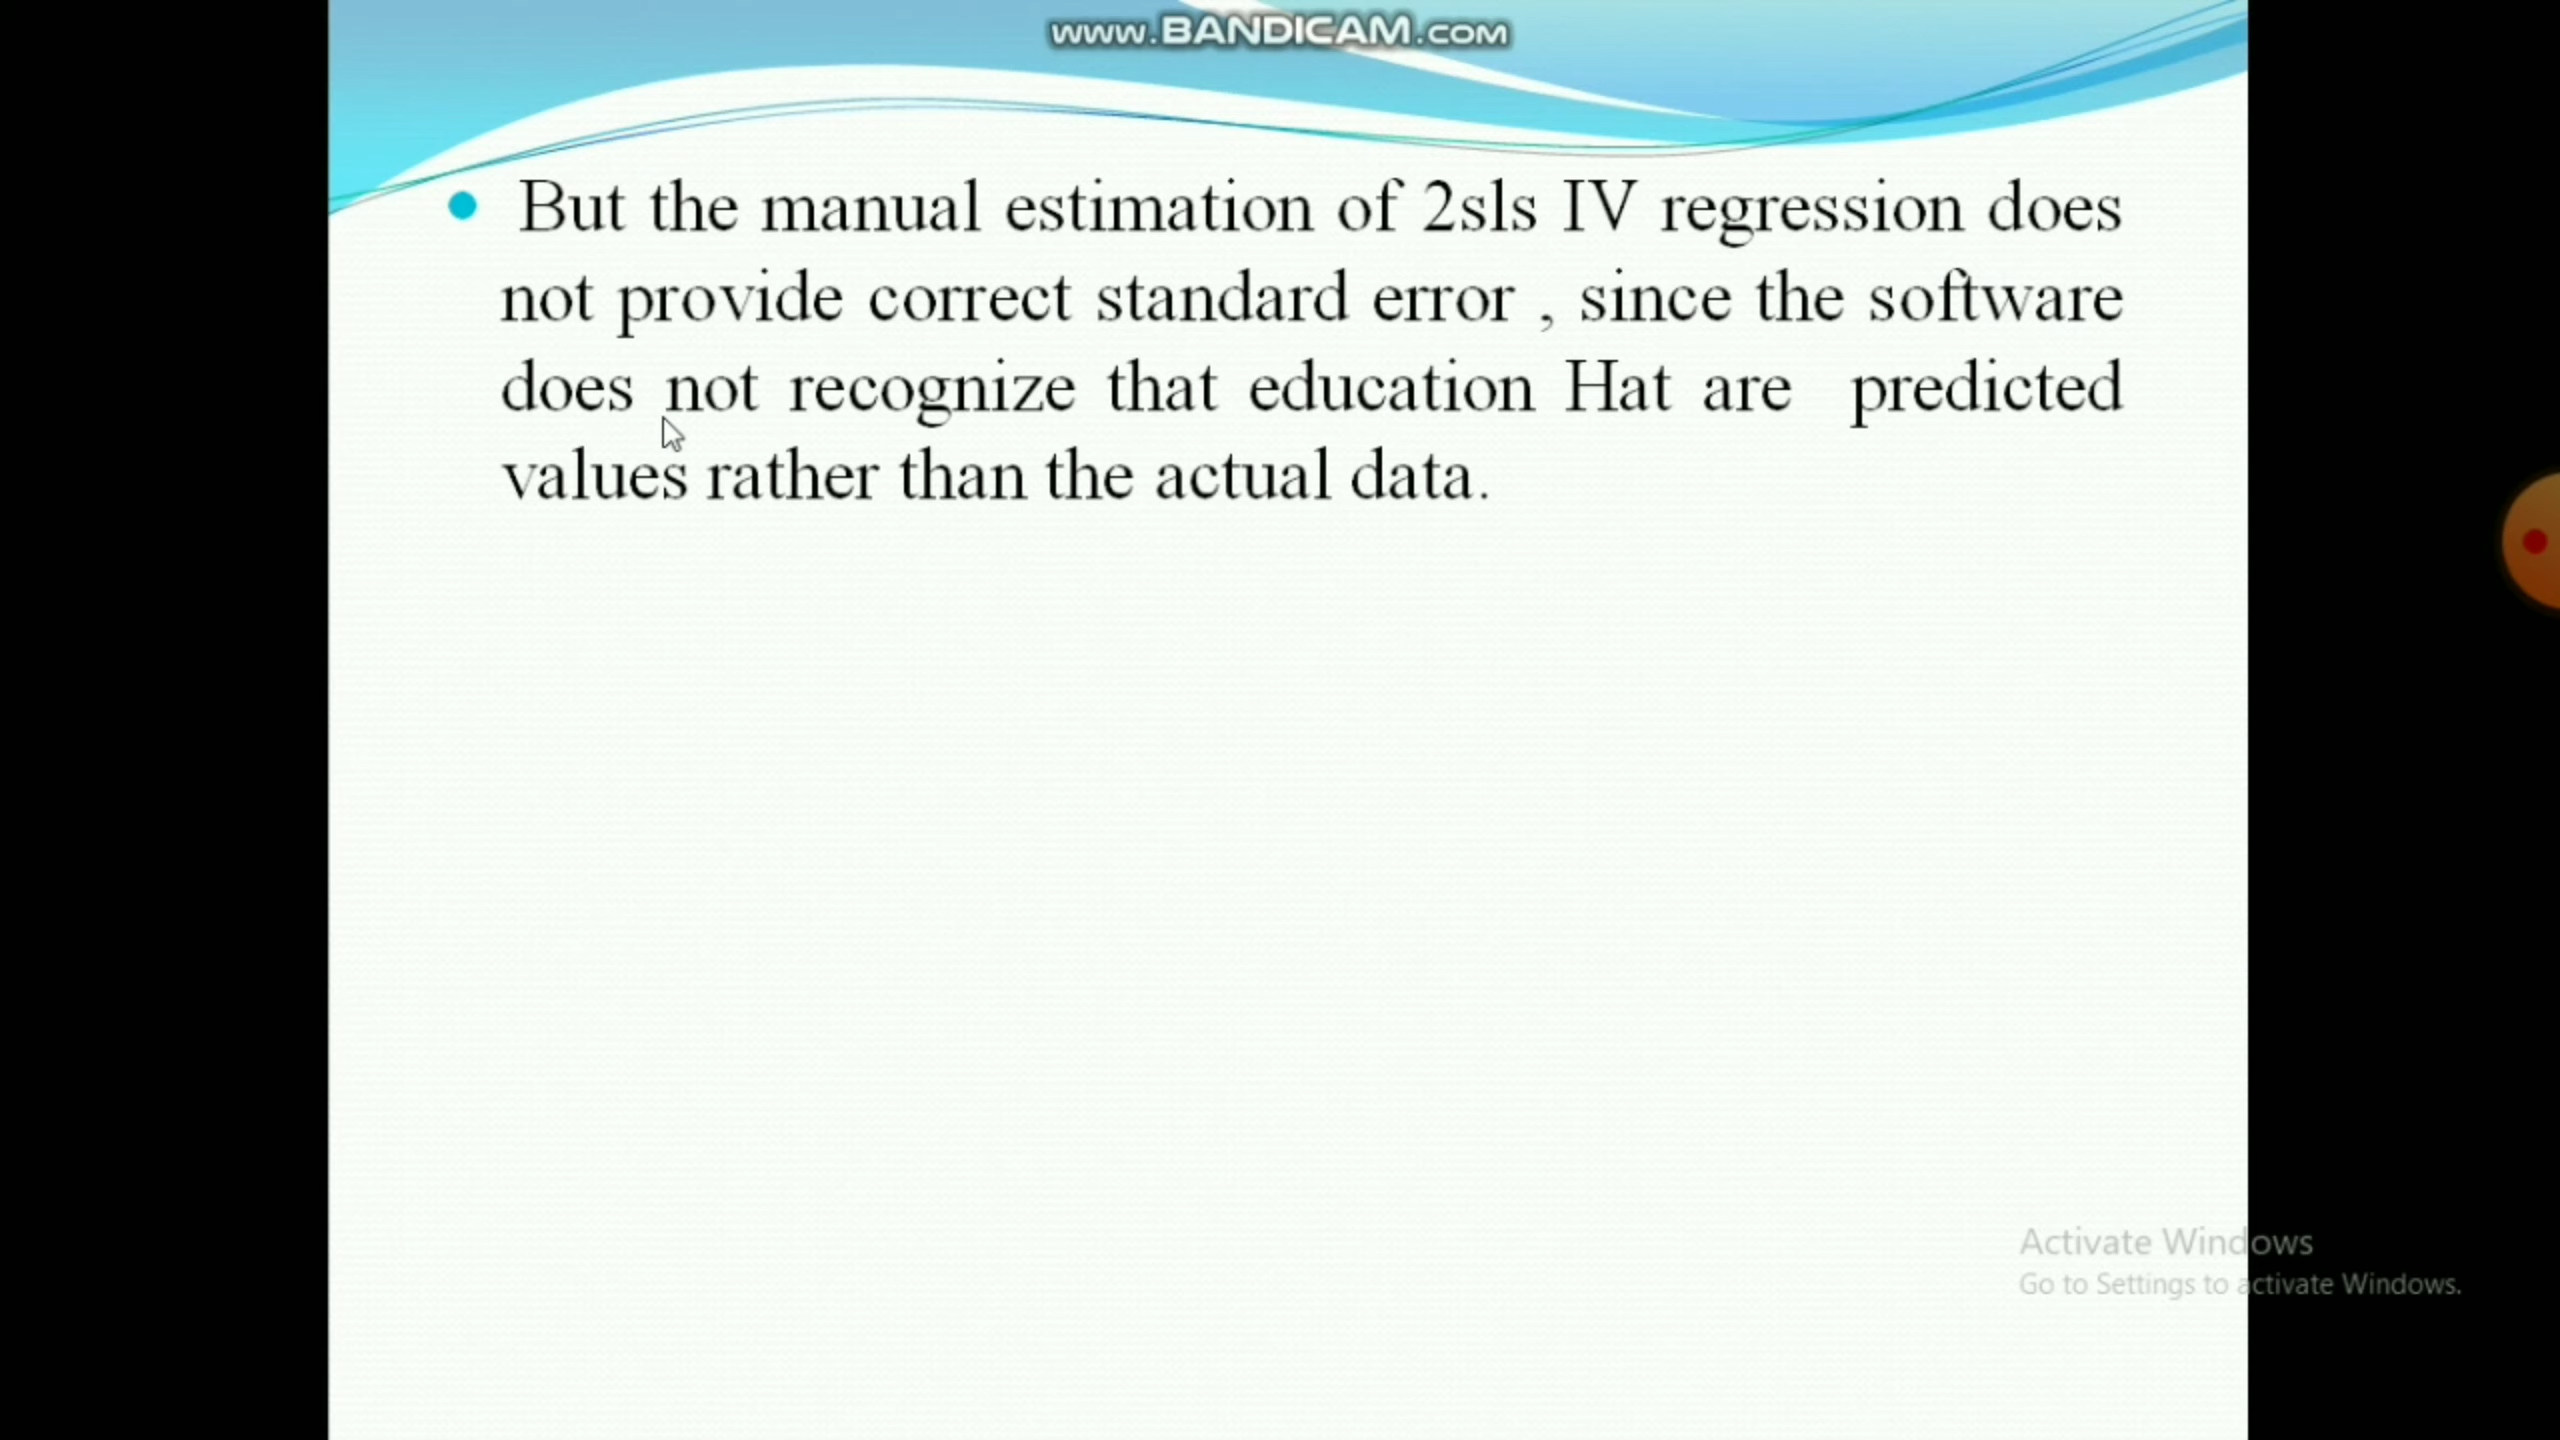 www.BANDICAM.com
• But the manual estimation of 2sls IV regression does
not provide correct standard error , since the software
does not recognize that education Hat are predicted
values rather than the actual data.
Activate Windows
Go to Settings to activate Windows.